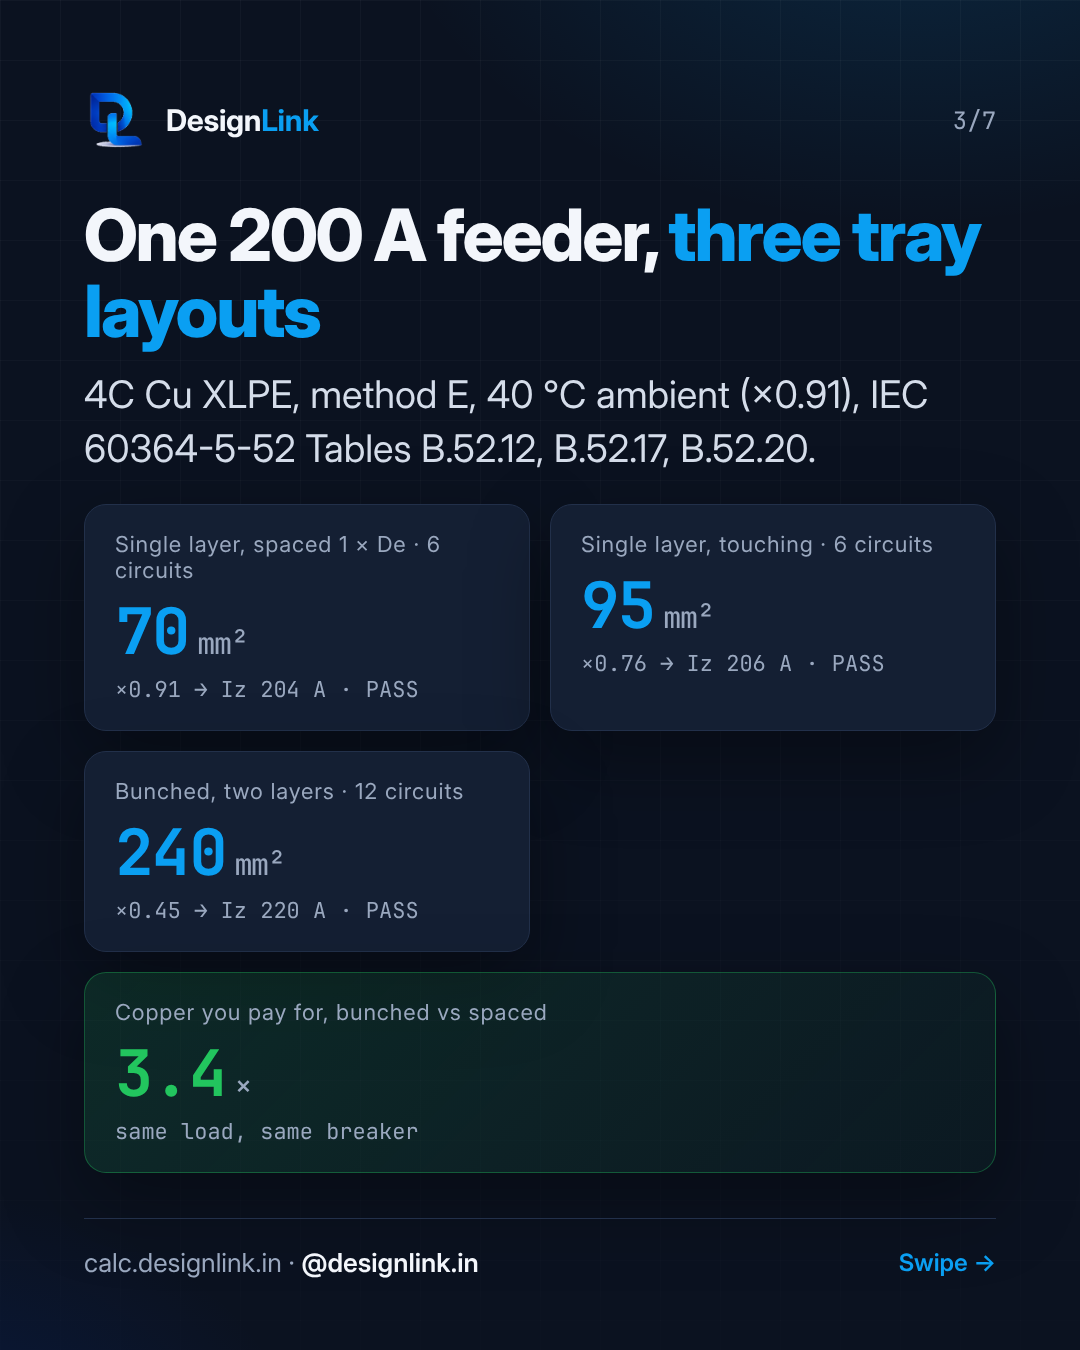 DesignLink
3/7
One 200 A feeder, three tray
layouts
4C Cu XLPE, method E, 40 °C ambient (×0.91), IEC
60364-5-52 Tables B.52.12, B.52.17, B.52.20.
Single layer, spaced 1 × De · 6
circuits
70 mm²
×0.91 → Iz 204 A · PASS
Single layer, touching · 6 circuits
95 mm²
×0.76 → Iz 206 A · PASS
Bunched, two layers · 12 circuits
240 mm²
×0.45 → Iz 220 A · PASS
Copper you pay for, bunched vs spaced
3.4 ×
same load, same breaker
calc.designlink.in · @designlink.in
Swipe →